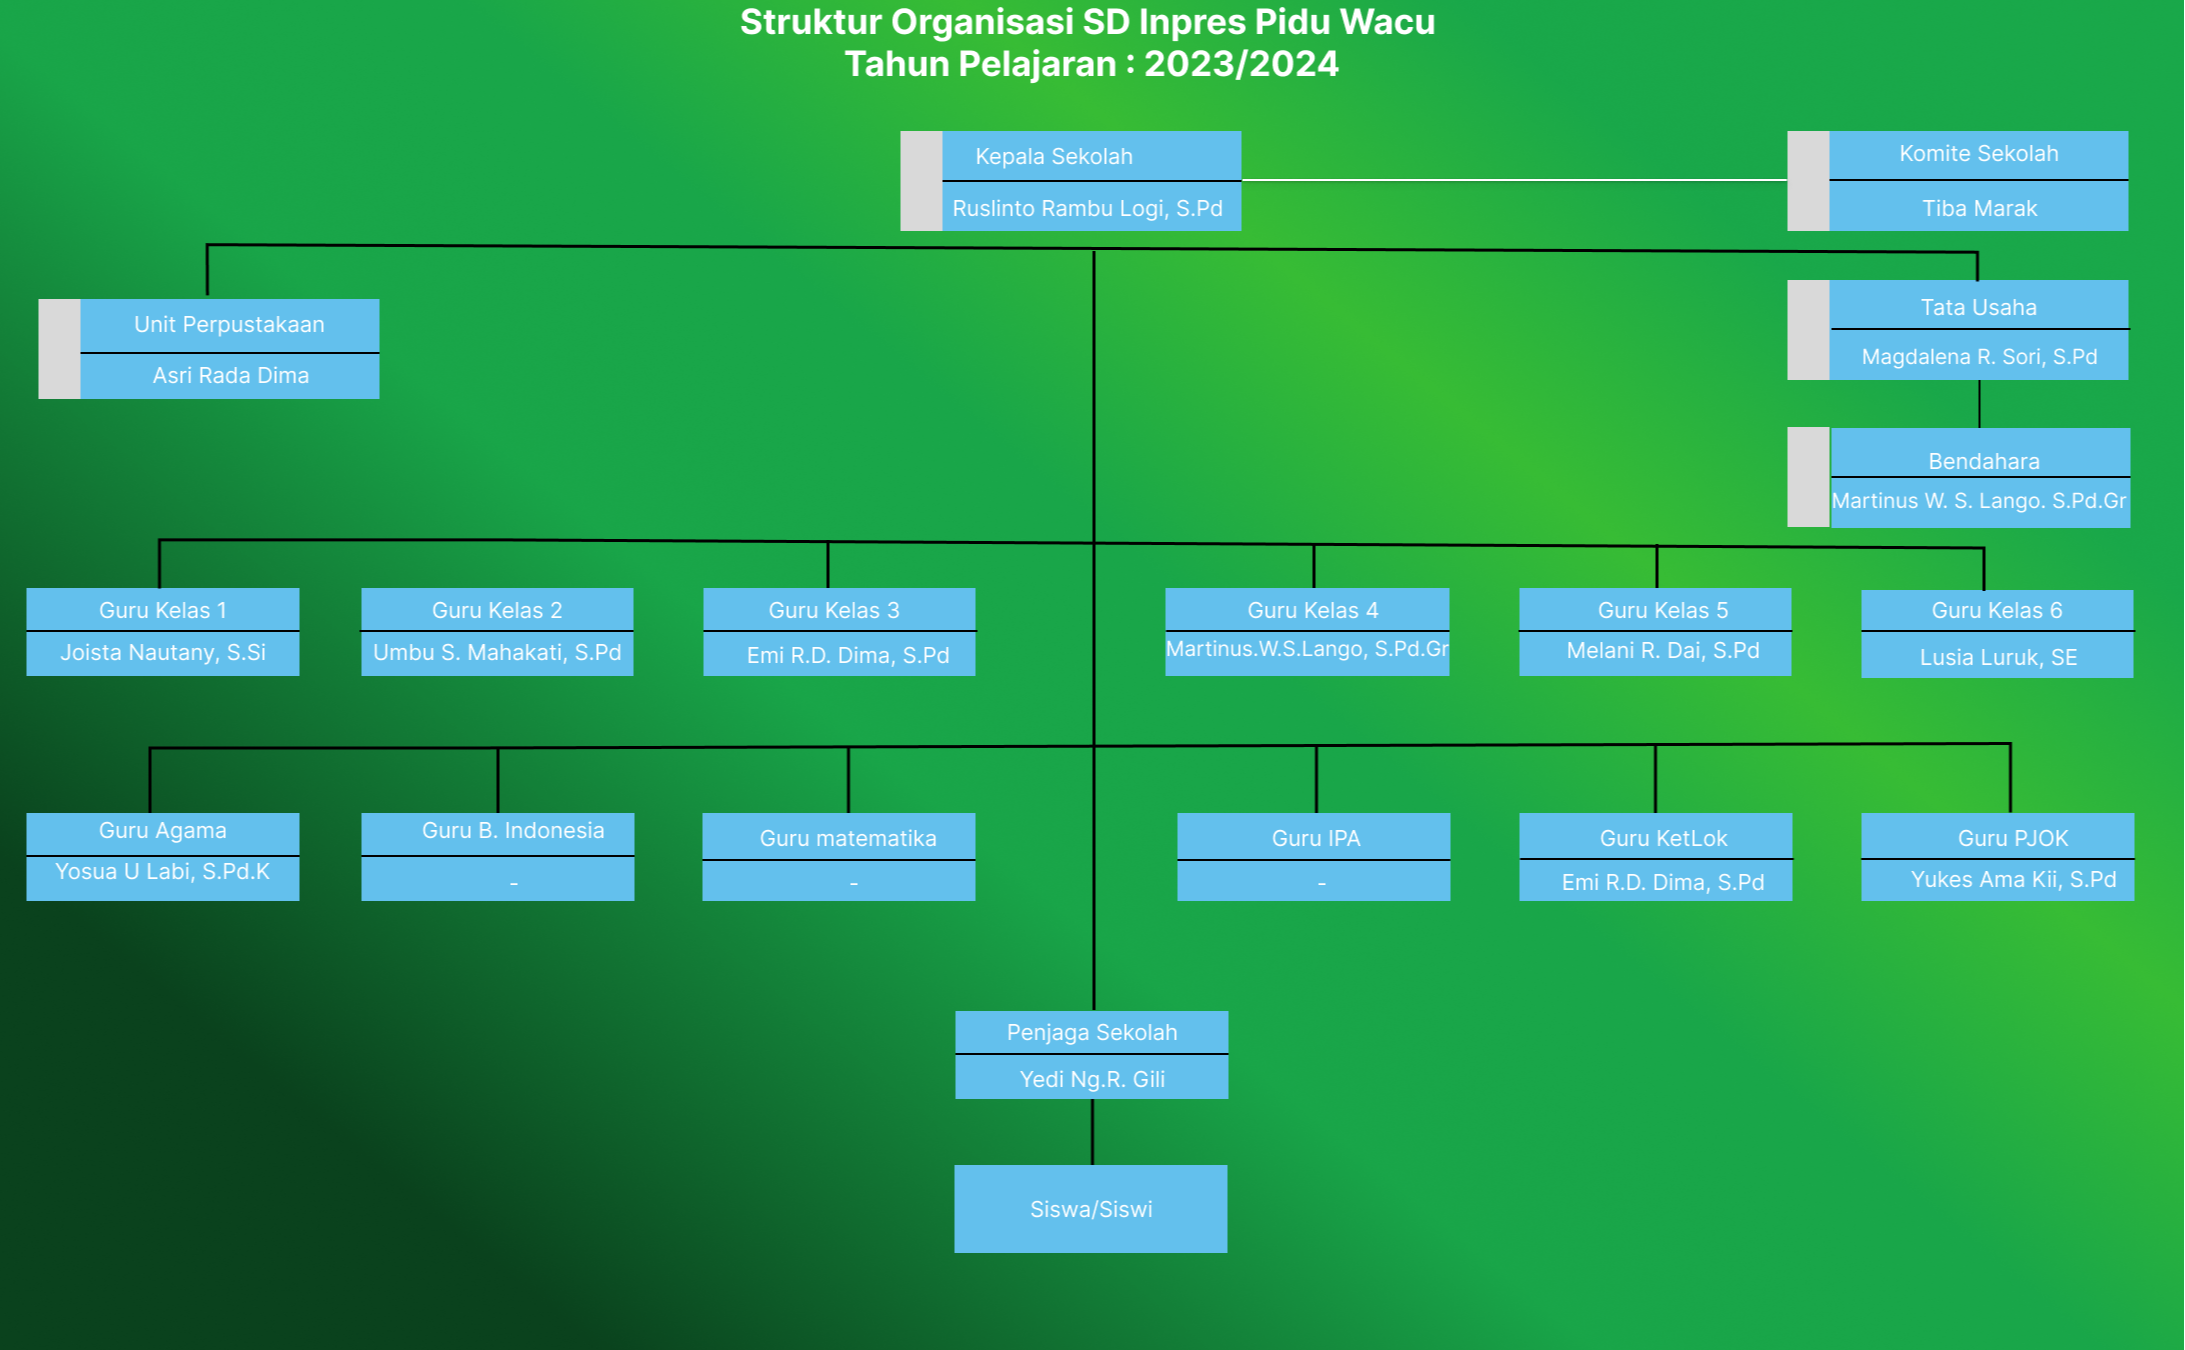 Struktur Organisasi SD Inpres Pidu Wacu
Tahun Pelajaran : 2023/2024
Kepala Sekolah
Ruslinto Rambu Logi, S.Pd
Komite Sekolah
Tiba Marak
Unit Perpustakaan
Asri Rada Dima
Tata Usaha
Magdalena R. Sori, S.Pd
Bendahara
Martinus W. S. Lango. S.Pd.Gr
Guru Kelas 1
Joista Nautany, S.Si
Guru Kelas 2
Umbu S. Mahakati, S.Pd
Guru Kelas 3
Emi R.D. Dima, S.Pd
Guru Kelas 4
Martinus.W.S.Lango, S.Pd.Gr
Guru Kelas 5
Melani R. Dai, S.Pd
Guru Kelas 6
Lusia Luruk, SE
Guru Agama
Yosua U Labi, S.Pd.K
Guru B. Indonesia
-
Guru matematika
-
Guru IPA
-
Guru KetLok
Emi R.D. Dima, S.Pd
Guru PJOK
Yukes Ama Kii, S.Pd
Penjaga Sekolah
Yedi Ng.R. Gili
Siswa/Siswi